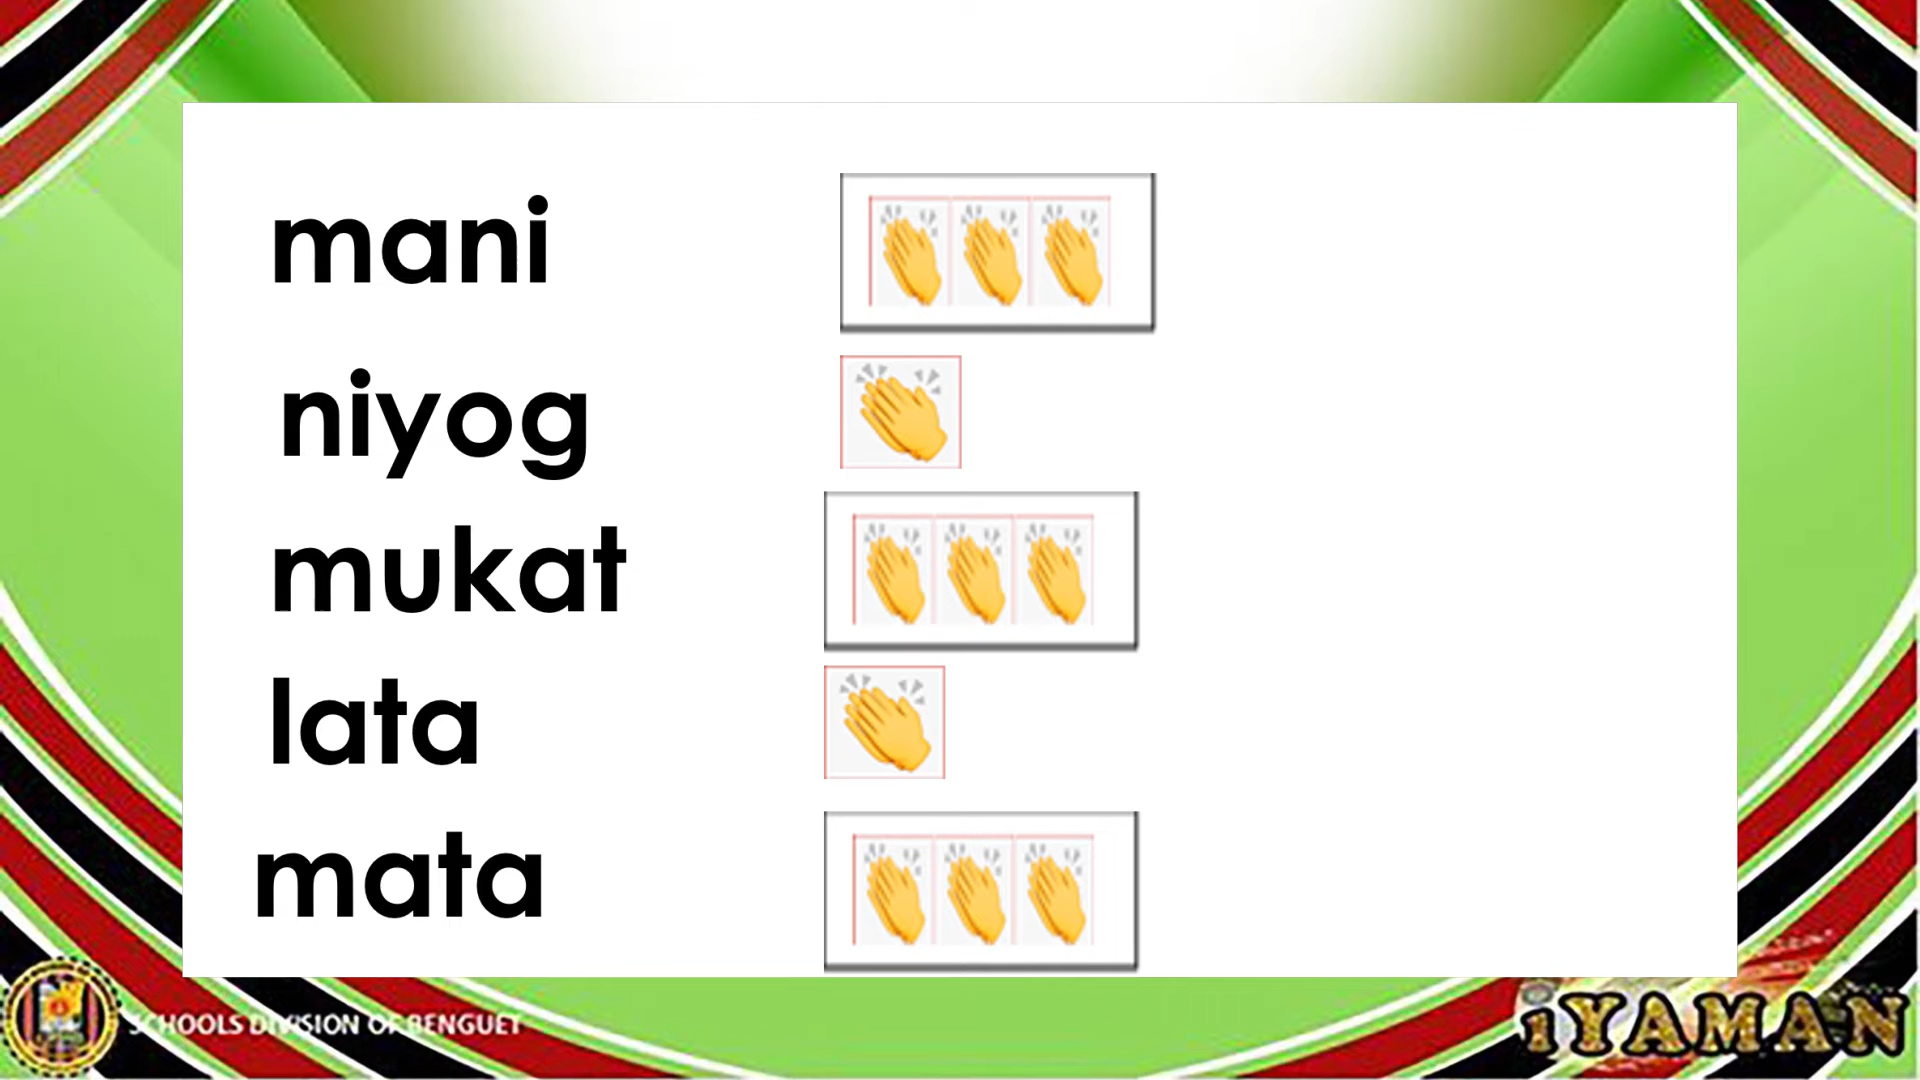 mani
niyog
mukat
lata
mata
SCHOOLS DIVISION OF BENGUET
iYAMAN